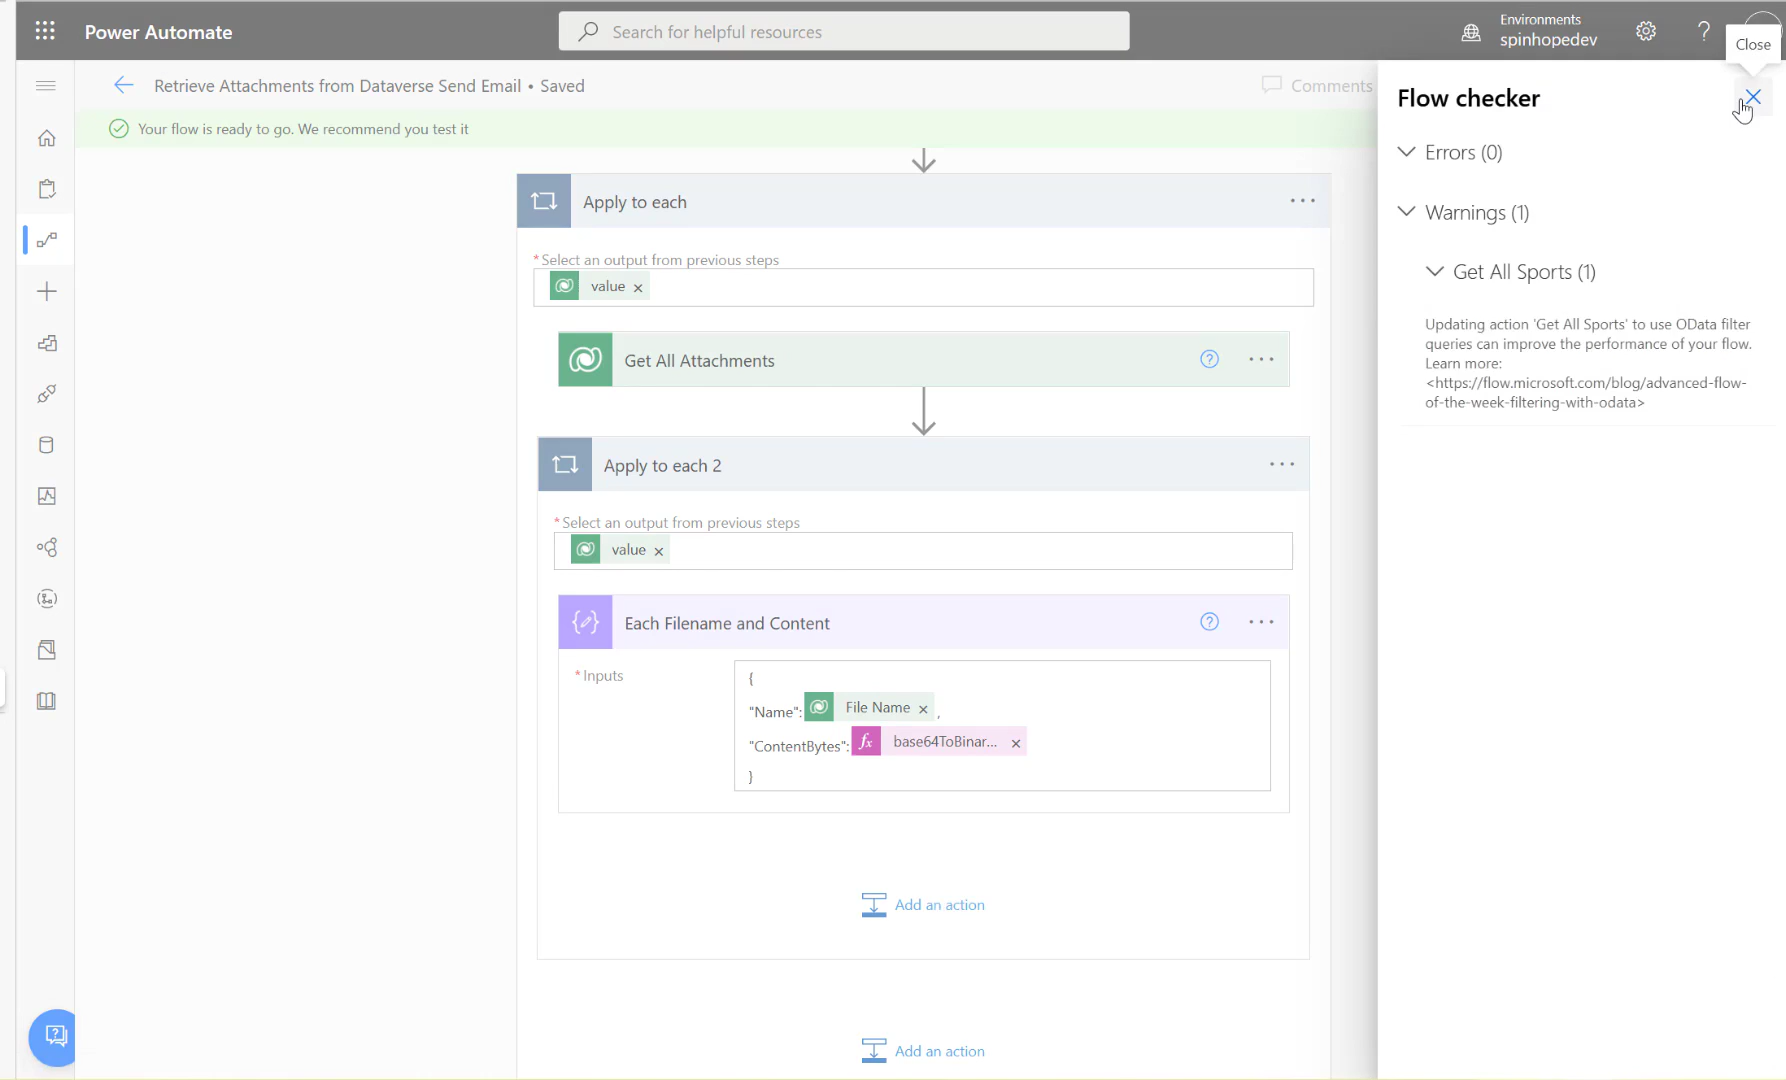 Power Automate
Search for helpful resources
Environments
spinhopedev
?
Close
Retrieve Attachments from Dataverse Send Email • Saved
Comments
Flow checker
Your flow is ready to go. We recommend you test it
Errors (0)
Warnings (1)
Get All Sports (1)
Updating action 'Get All Sports' to use OData filter
queries can improve the performance of your flow.
Learn more:
<https://flow.microsoft.com/blog/advanced-flow-
of-the-week-filtering-with-odata>
Apply to each
*Select an output from previous steps
value ×
Get All Attachments
?
Apply to each 2
*Select an output from previous steps
value ×
Each Filename and Content
?
*Inputs
{
"Name": File Name × ,
"ContentBytes": fx base64ToBinar... ×
}
Add an action
Add an action